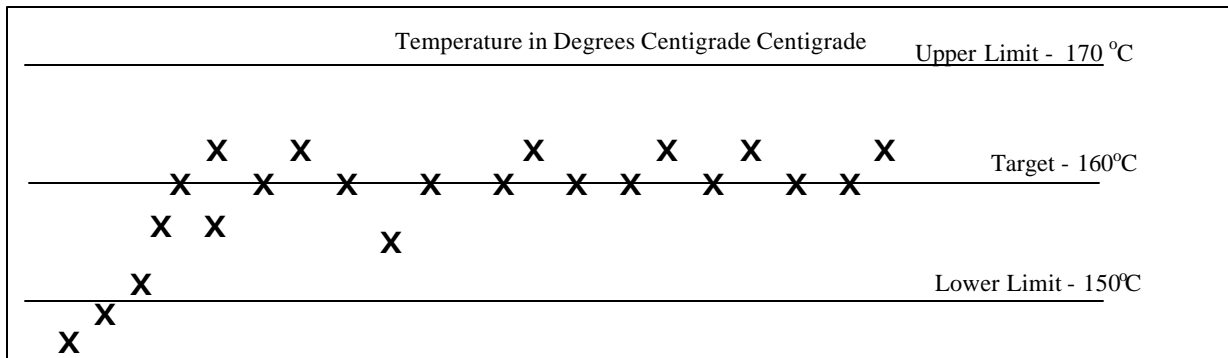 Temperature in Degrees Centigrade Centigrade
Upper Limit - 170 °C
X X X X X X
Target - 160°C
X X X X X X X X X X
X X
X
Lower Limit - 150°C
X
X
X